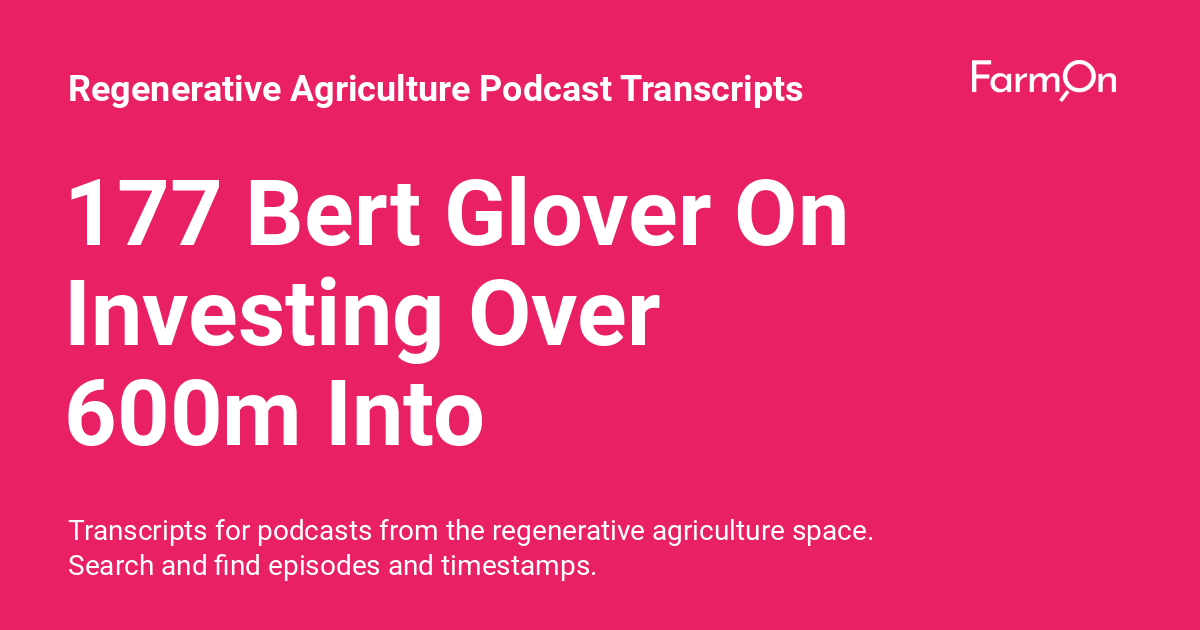 Regenerative Agriculture Podcast Transcripts
FarmOn
177 Bert Glover On
Investing Over
600m Into
Transcripts for podcasts from the regenerative agriculture space.
Search and find episodes and timestamps.